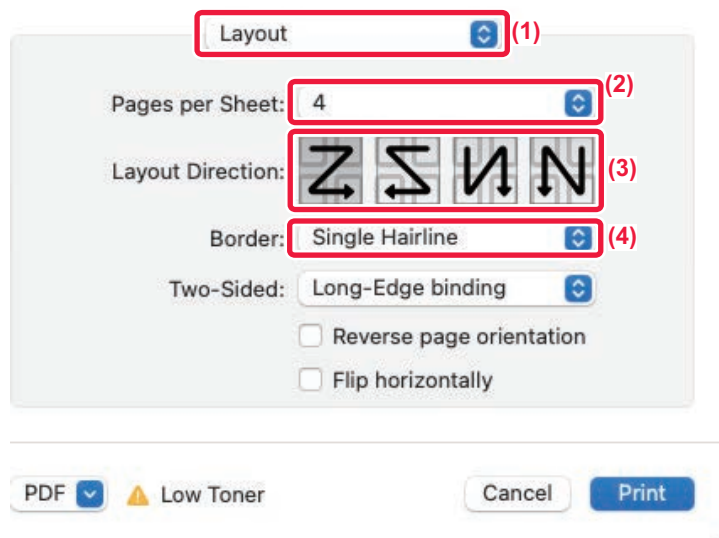 Layout (1)
Pages per Sheet: 4 (2)
Layout Direction: (3)
Border: Single Hairline (4)
Two-Sided: Long-Edge binding
Reverse page orientation
Flip horizontally
PDF Low Toner Cancel Print